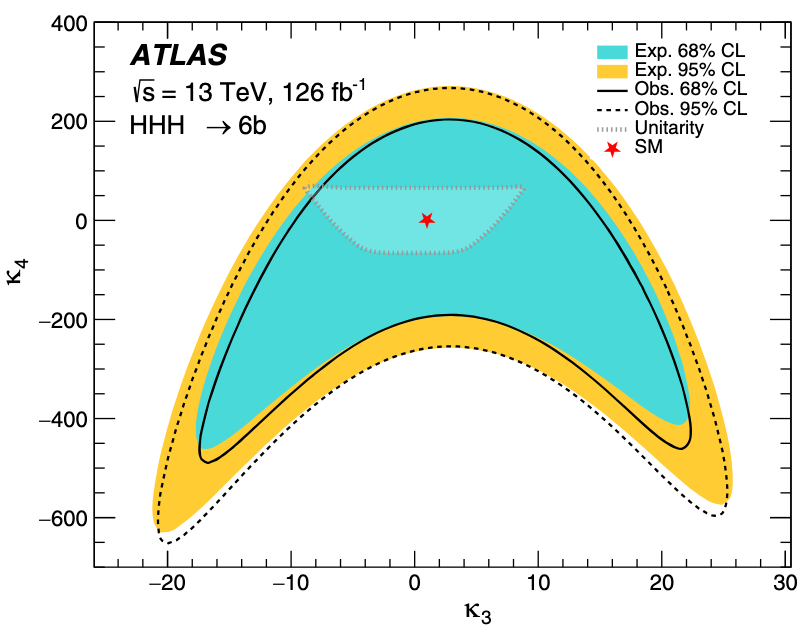 ATLAS
√s = 13 TeV, 126 fb⁻¹
HHH → 6b
Exp. 68% CL
Exp. 95% CL
Obs. 68% CL
Obs. 95% CL
Unitarity
SM
400
200
0
−200
−400
−600
κ₄
−20
−10
0
10
20
30
κ₃